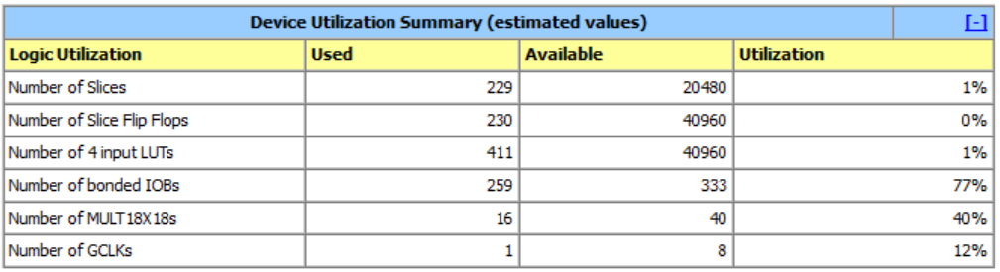 Device Utilization Summary (estimated values) [-]
Logic Utilization Used Available Utilization
Number of Slices 229 20480 1%
Number of Slice Flip Flops 230 40960 0%
Number of 4 input LUTs 411 40960 1%
Number of bonded IOBs 259 333 77%
Number of MULT18X18s 16 40 40%
Number of GCLKs 1 8 12%